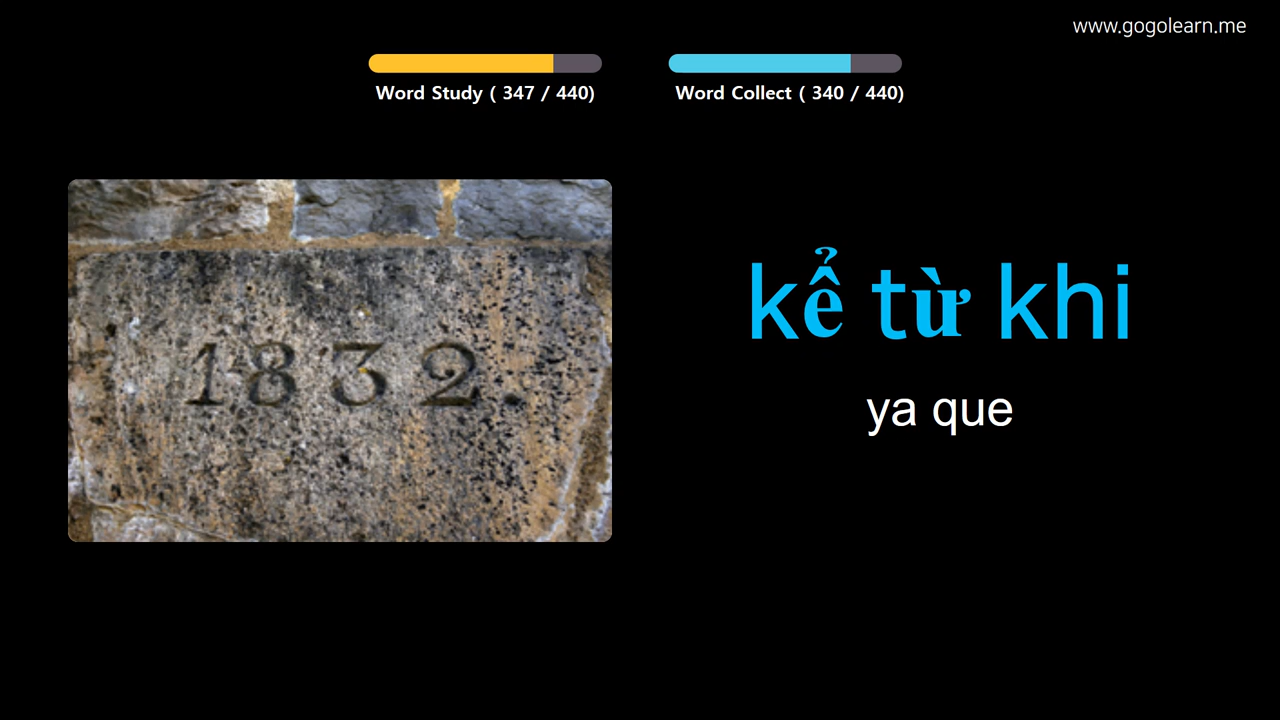 www.gogolearn.me
Word Study ( 347 / 440)
Word Collect ( 340 / 440)
1832.
kể từ khi
ya que